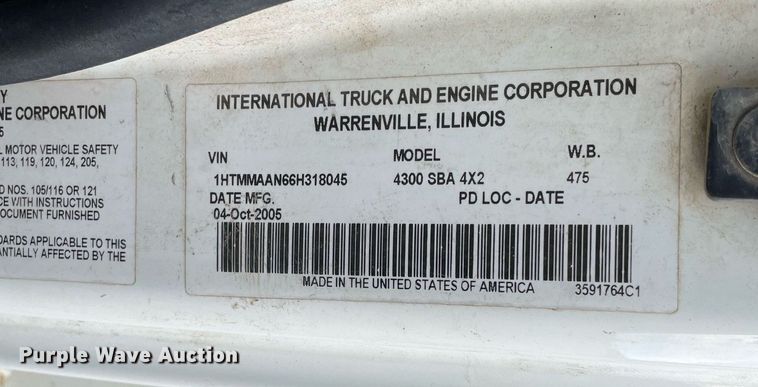 Y
NE CORPORATION
5
L MOTOR VEHICLE SAFETY
113, 119, 120, 124, 205,
D NOS. 105/116 OR 121
CE WITH INSTRUCTIONS
OCUMENT FURNISHED
DARDS APPLICABLE TO THIS
ANTIALLY AFFECTED BY THE
INTERNATIONAL TRUCK AND ENGINE CORPORATION
WARRENVILLE, ILLINOIS
VIN MODEL W.B.
1HTMMAAN66H318045 4300 SBA 4X2 475
DATE MFG. PD LOC - DATE
04-Oct-2005
MADE IN THE UNITED STATES OF AMERICA 3591764C1
Purple Wave Auction